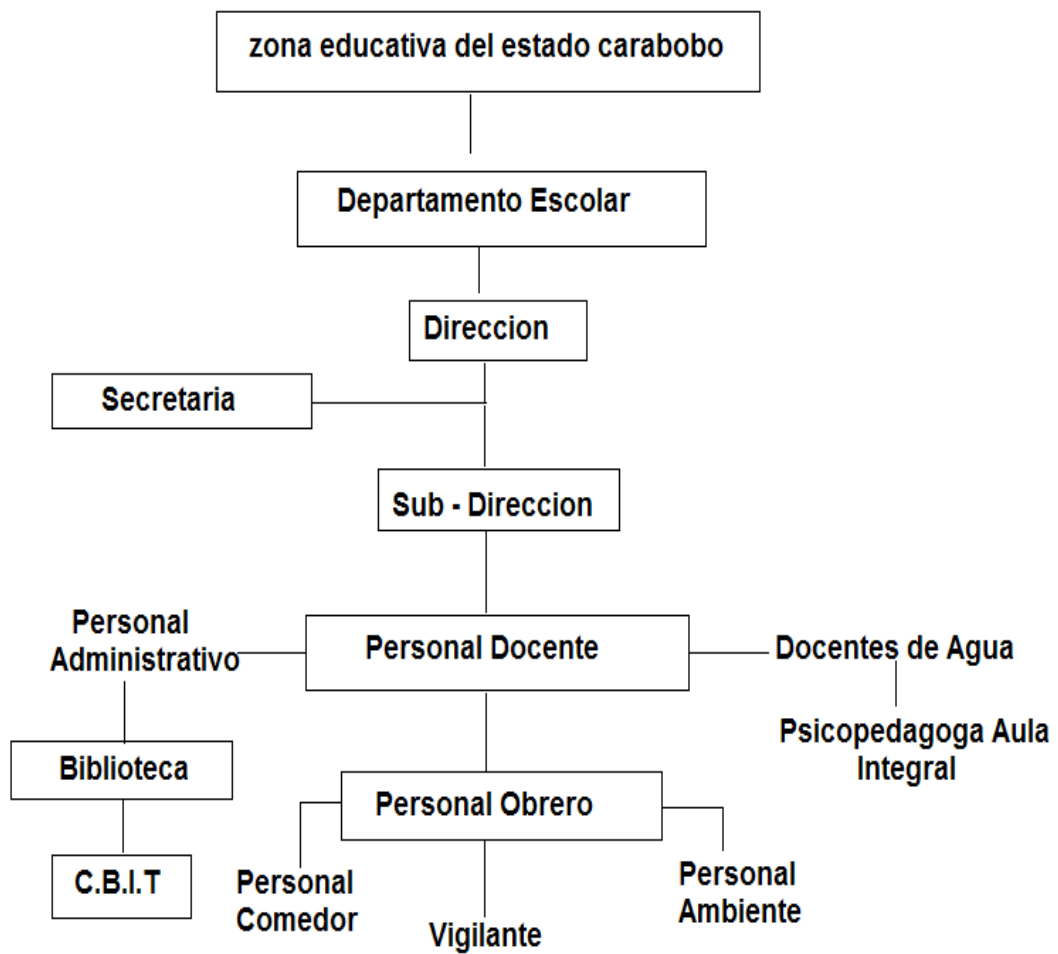 zona educativa del estado carabobo
Departamento Escolar
Direccion
Secretaria
Sub - Direccion
Personal
Administrativo
Personal Docente
Docentes de Agua
Psicopedagoga Aula
Integral
Biblioteca
Personal Obrero
C.B.I.T
Personal
Comedor
Vigilante
Personal
Ambiente